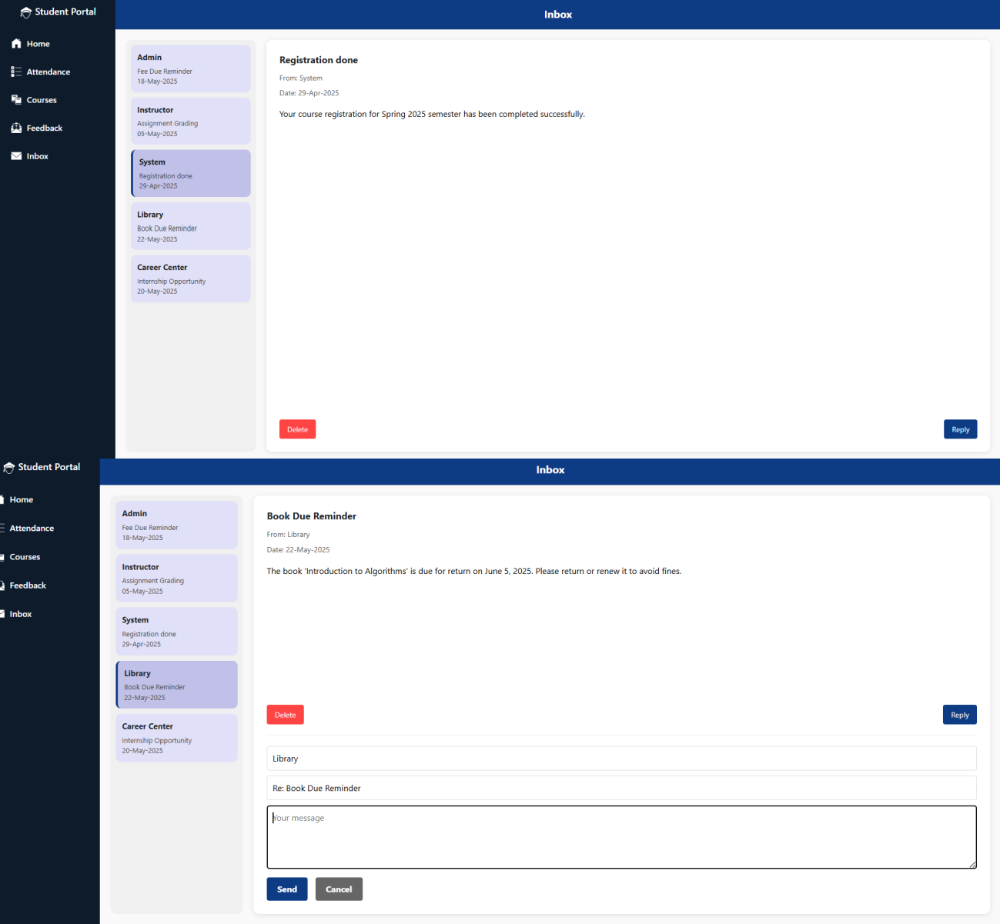 Student Portal
Home
Attendance
Courses
Feedback
Inbox
Inbox
Admin
Fee Due Reminder
18-May-2025
Instructor
Assignment Grading
05-May-2025
System
Registration done
29-Apr-2025
Library
Book Due Reminder
22-May-2025
Career Center
Internship Opportunity
20-May-2025
Registration done
From: System
Date: 29-Apr-2025
Your course registration for Spring 2025 semester has been completed successfully.
Delete
Reply
Student Portal
Home
Attendance
Courses
Feedback
Inbox
Inbox
Admin
Fee Due Reminder
18-May-2025
Instructor
Assignment Grading
05-May-2025
System
Registration done
29-Apr-2025
Library
Book Due Reminder
22-May-2025
Career Center
Internship Opportunity
20-May-2025
Book Due Reminder
From: Library
Date: 22-May-2025
The book 'Introduction to Algorithms' is due for return on June 5, 2025. Please return or renew it to avoid fines.
Delete
Reply
Library
Re: Book Due Reminder
Your message
Send
Cancel